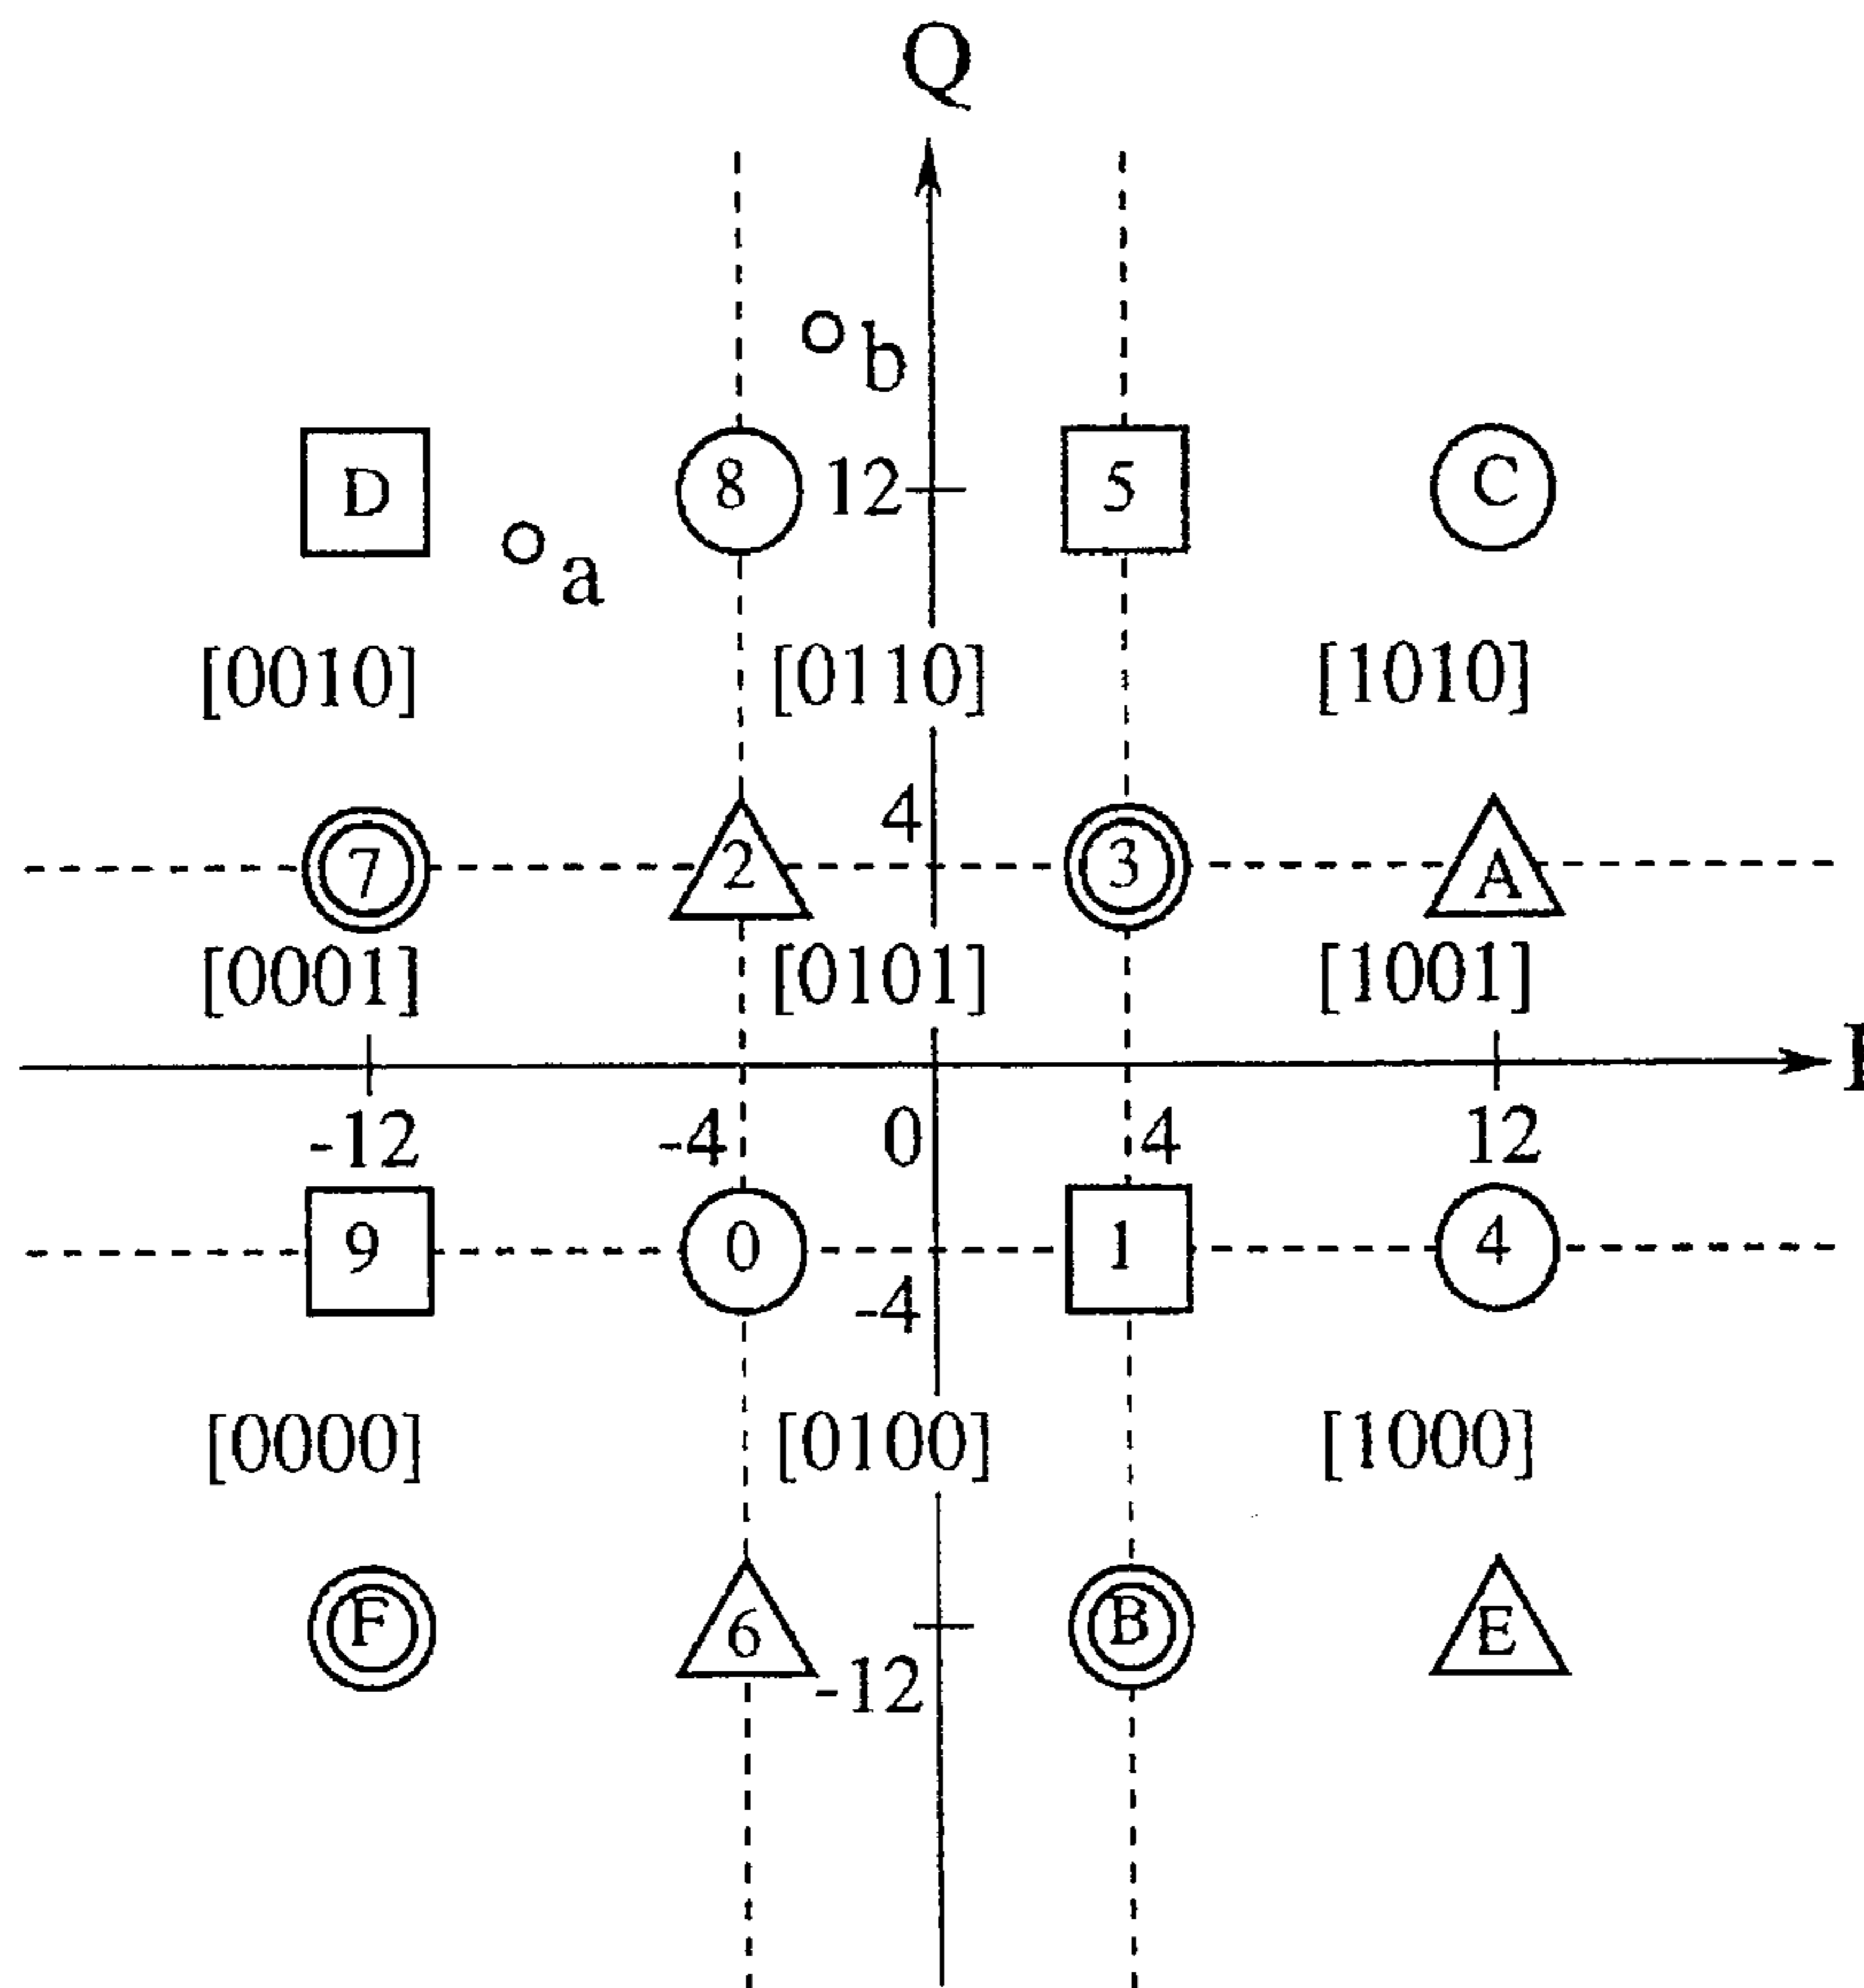 Q
b
D 8 12 5 C
a
[0010] [0110] [1010]
4
7 2 3 A
[0001] [0101] [1001]
I
-12 -4 0 4 12
9 0 1 4
-4
[0000] [0100] [1000]
F 6 B E
-12